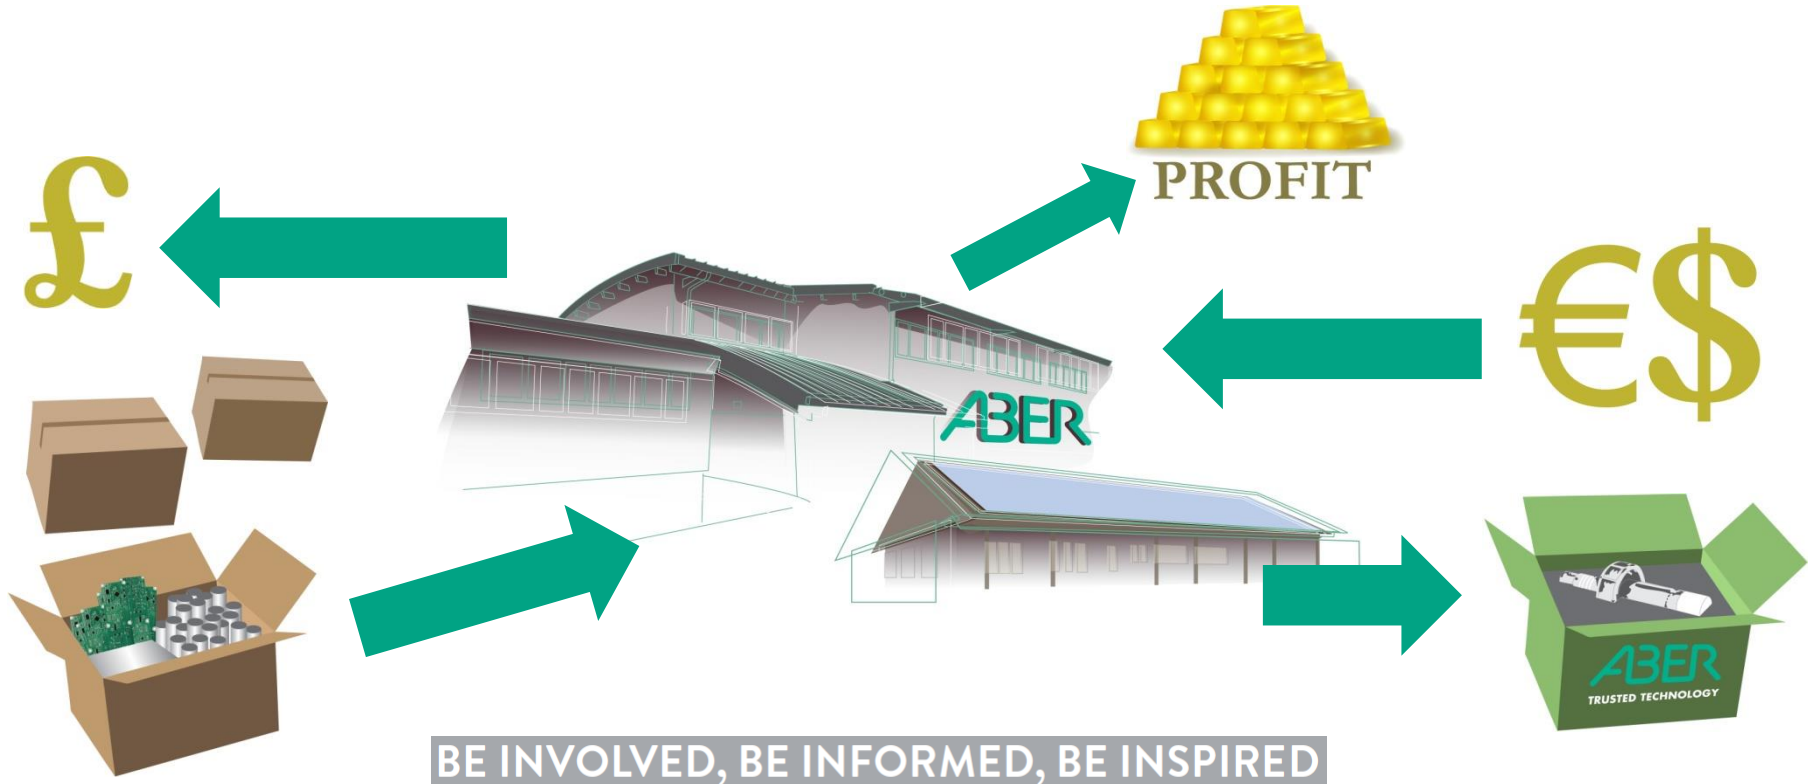 PROFIT
£
€$
ABER
ABER
TRUSTED TECHNOLOGY
BE INVOLVED, BE INFORMED, BE INSPIRED